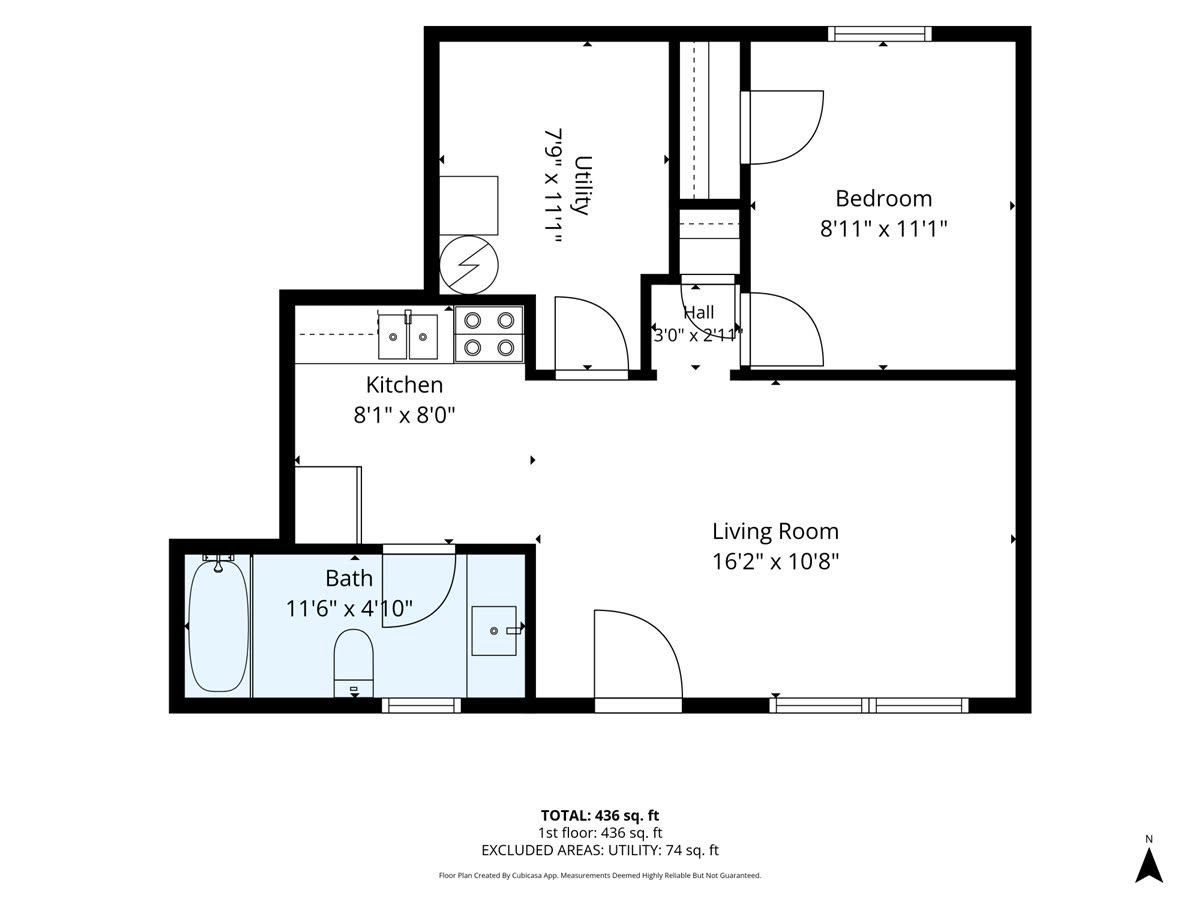 Utility
7'9" x 11'1"
Bedroom
8'11" x 11'1"
Hall
3'0" x 2'11"
Kitchen
8'1" x 8'0"
Living Room
16'2" x 10'8"
Bath
11'6" x 4'10"
TOTAL: 436 sq. ft
1st floor: 436 sq. ft
EXCLUDED AREAS: UTILITY: 74 sq. ft
Floor Plan Created By Cubicasa App. Measurements Deemed Highly Reliable But Not Guaranteed.
N